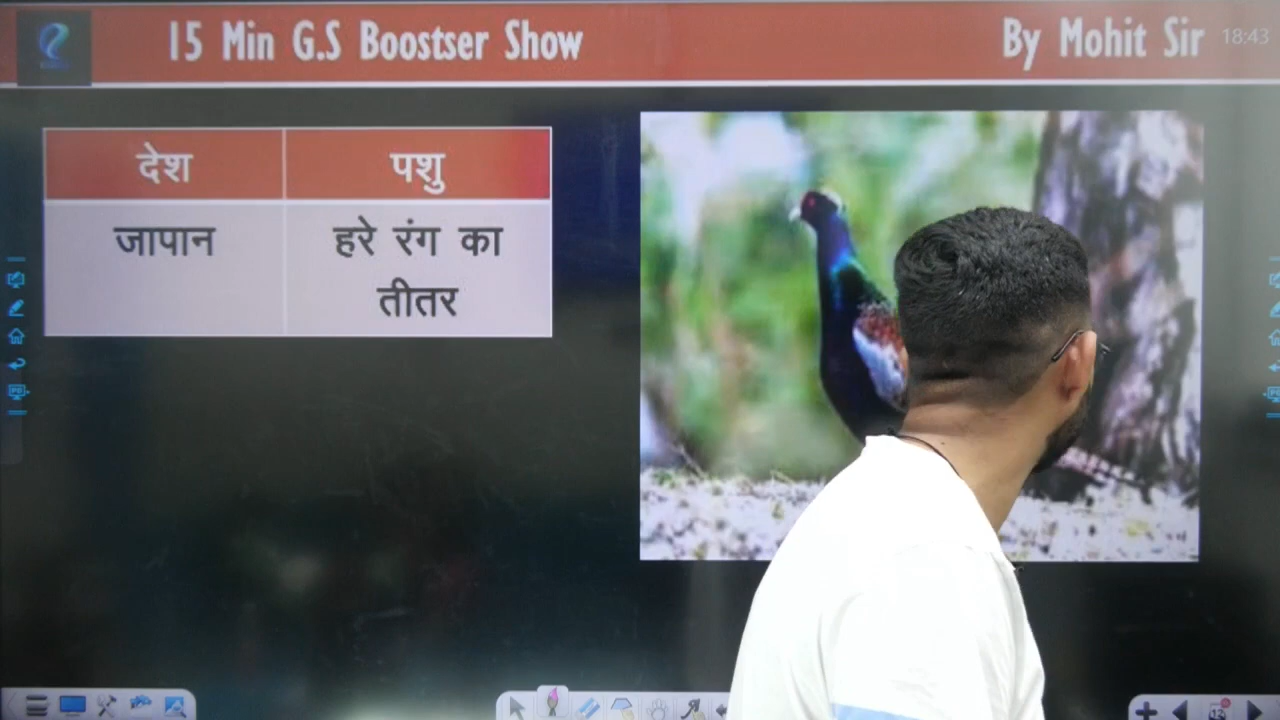 15 Min G.S Boostser Show
By Mohit Sir
18:43
देश
पशु
जापान
हरे रंग का
तीतर